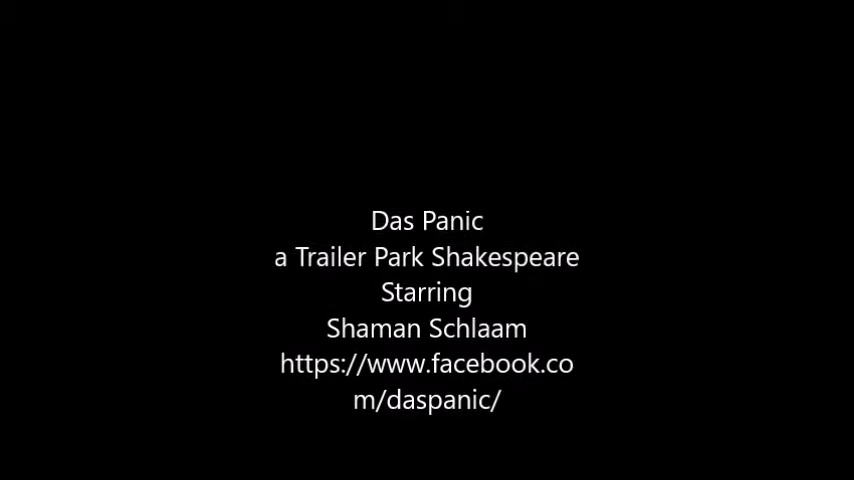 Das Panic
a Trailer Park Shakespeare
Starring
Shaman Schlaam
https://www.facebook.co
m/daspanic/